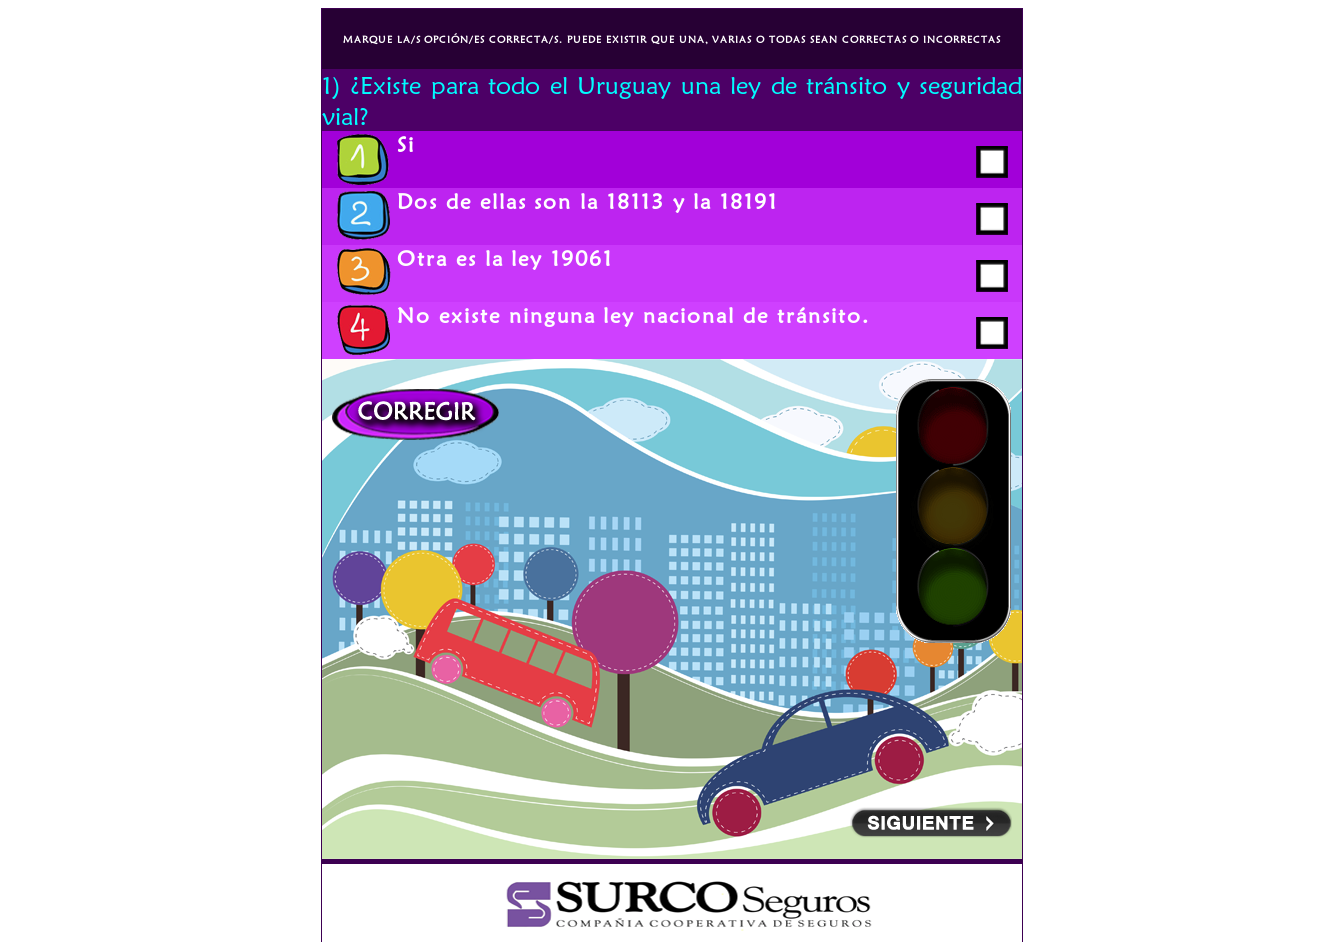 MARQUE LA/S OPCIÓN/ES CORRECTA/S. PUEDE EXISTIR QUE UNA, VARIAS O TODAS SEAN CORRECTAS O INCORRECTAS
1) ¿Existe para todo el Uruguay una ley de tránsito y seguridad
vial?
1 Si
2 Dos de ellas son la 18113 y la 18191
3 Otra es la ley 19061
4 No existe ninguna ley nacional de tránsito.
CORREGIR
SIGUIENTE >
SURCO Seguros
COMPAÑIA COOPERATIVA DE SEGUROS